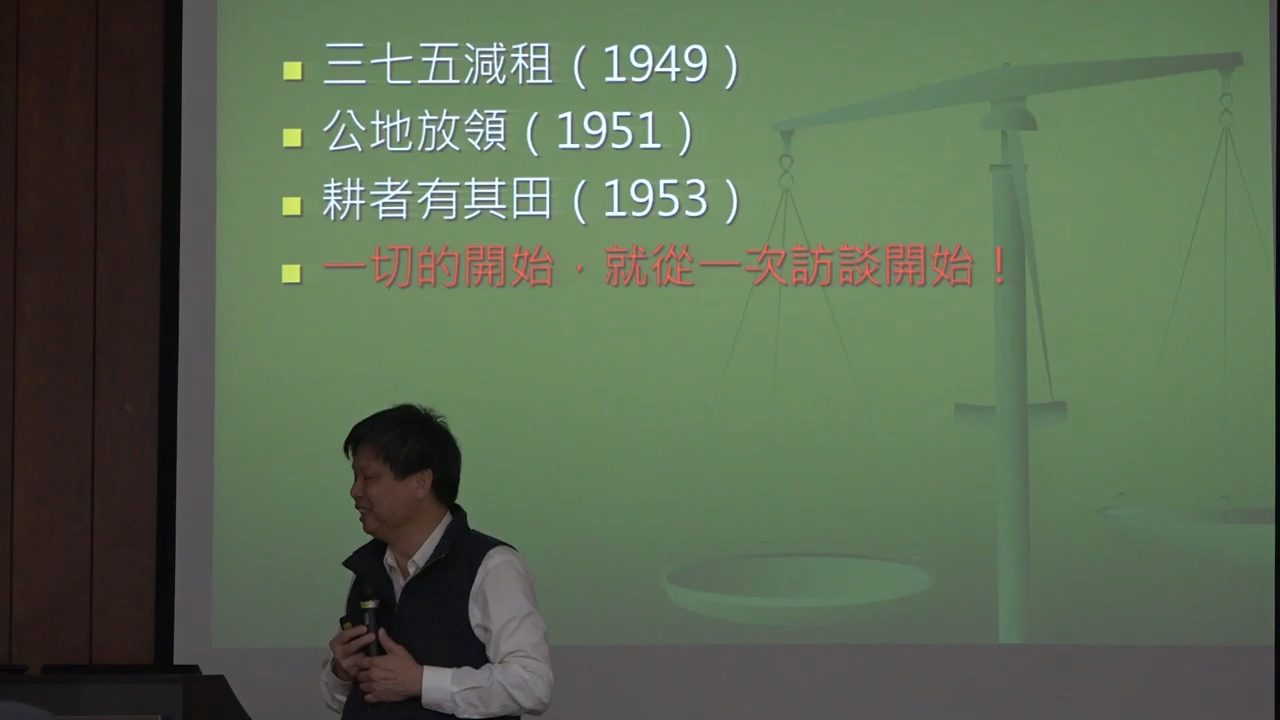 三七五減租（1949）
公地放領（1951）
耕者有其田（1953）
一切的開始，就從一次訪談開始！